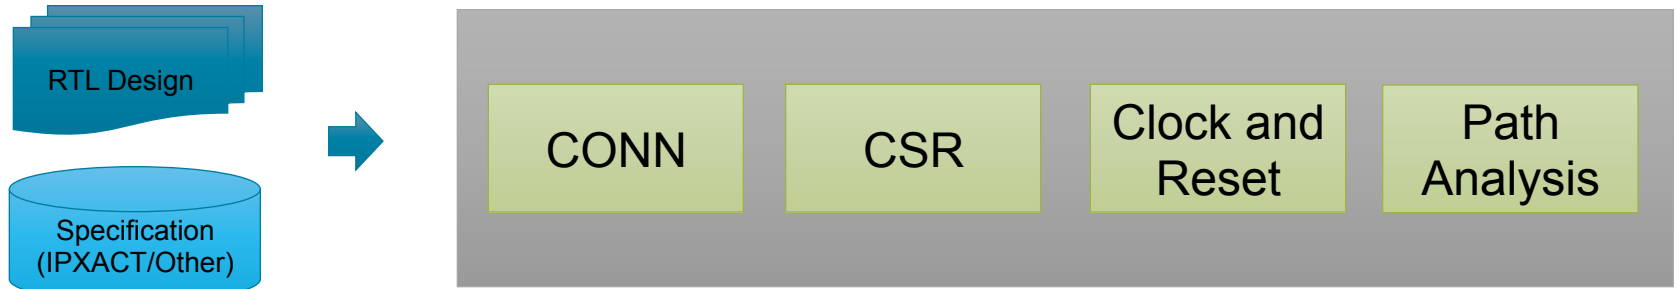 RTL Design
Specification
(IPXACT/Other)
CONN
CSR
Clock and
Reset
Path
Analysis